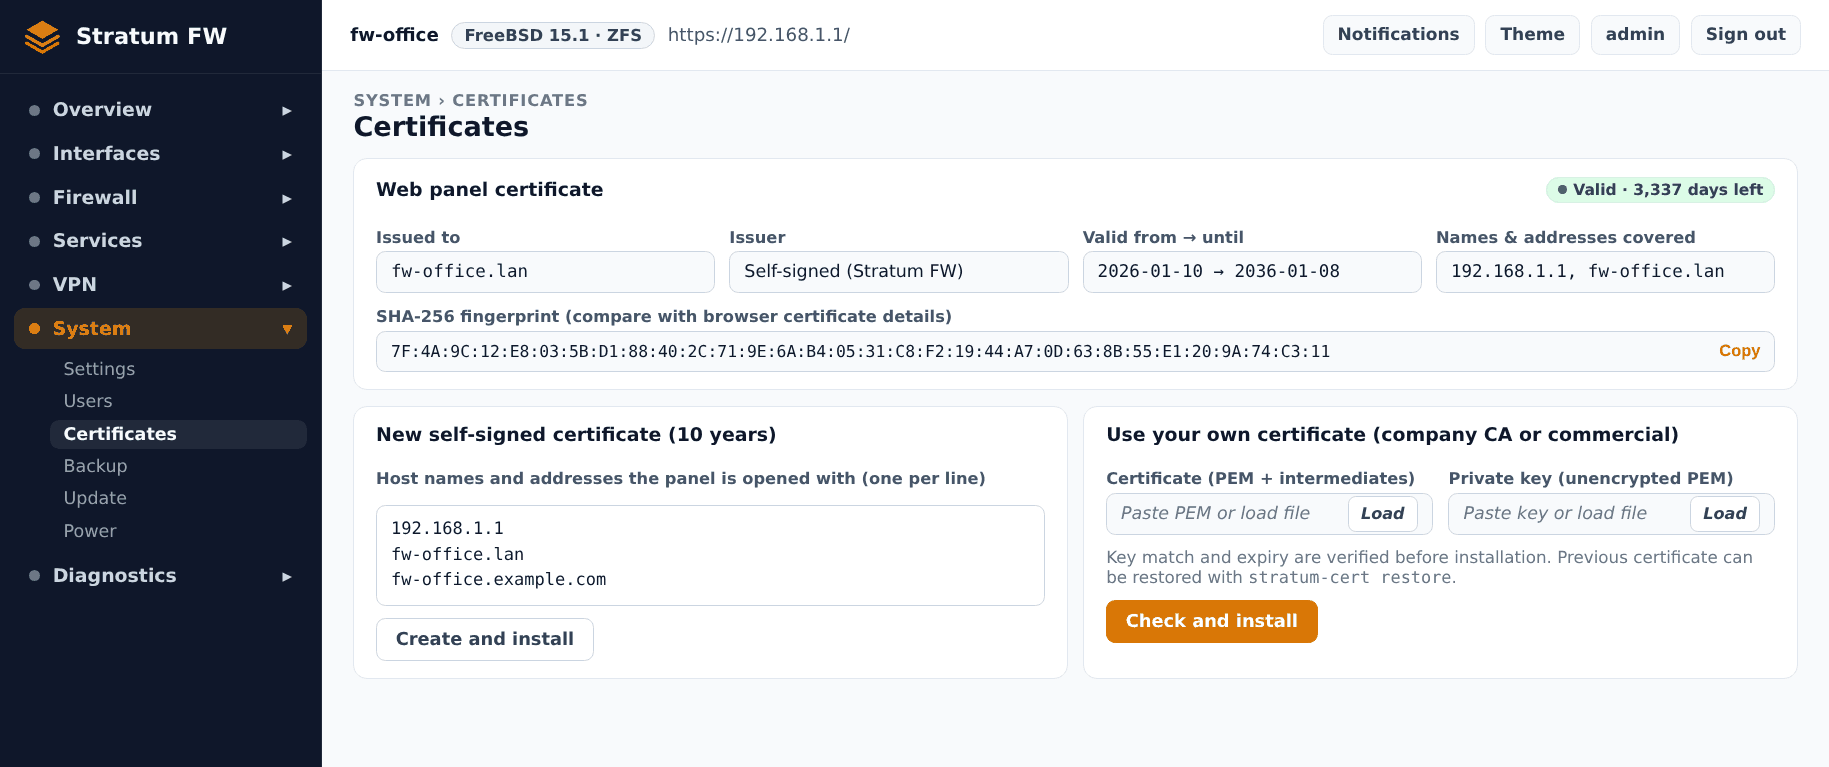 Stratum FW
fw-office
FreeBSD 15.1 · ZFS
https://192.168.1.1/
Notifications
Theme
admin
Sign out
Overview ▶
Interfaces ▶
Firewall ▶
Services ▶
VPN ▶
System ▼
Settings
Users
Certificates
Backup
Update
Power
Diagnostics ▶
SYSTEM › CERTIFICATES
Certificates
Web panel certificate
Valid · 3,337 days left
Issued to
fw-office.lan
Issuer
Self-signed (Stratum FW)
Valid from → until
2026-01-10 → 2036-01-08
Names & addresses covered
192.168.1.1, fw-office.lan
SHA-256 fingerprint (compare with browser certificate details)
7F:4A:9C:12:E8:03:5B:D1:88:40:2C:71:9E:6A:B4:05:31:C8:F2:19:44:A7:0D:63:8B:55:E1:20:9A:74:C3:11
Copy
New self-signed certificate (10 years)
Host names and addresses the panel is opened with (one per line)
192.168.1.1
fw-office.lan
fw-office.example.com
Create and install
Use your own certificate (company CA or commercial)
Certificate (PEM + intermediates)
Paste PEM or load file
Load
Private key (unencrypted PEM)
Paste key or load file
Load
Key match and expiry are verified before installation. Previous certificate can
be restored with stratum-cert restore.
Check and install